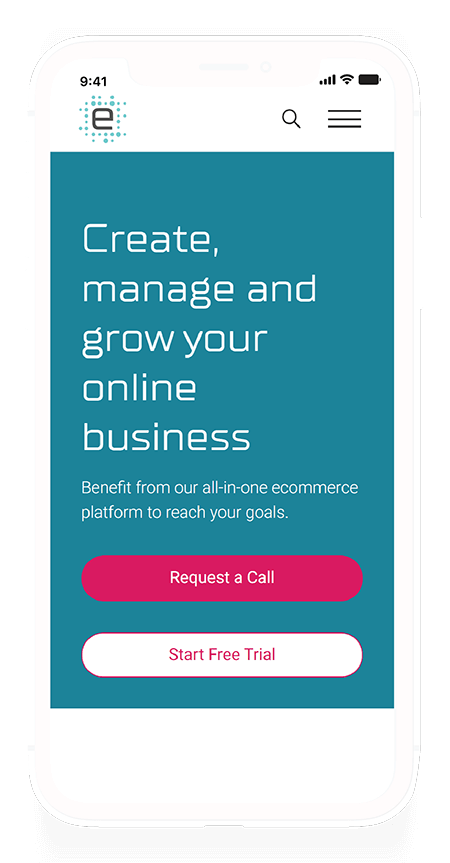 9:41
e
Create,
manage and
grow your
online
business
Benefit from our all-in-one ecommerce
platform to reach your goals.
Request a Call
Start Free Trial